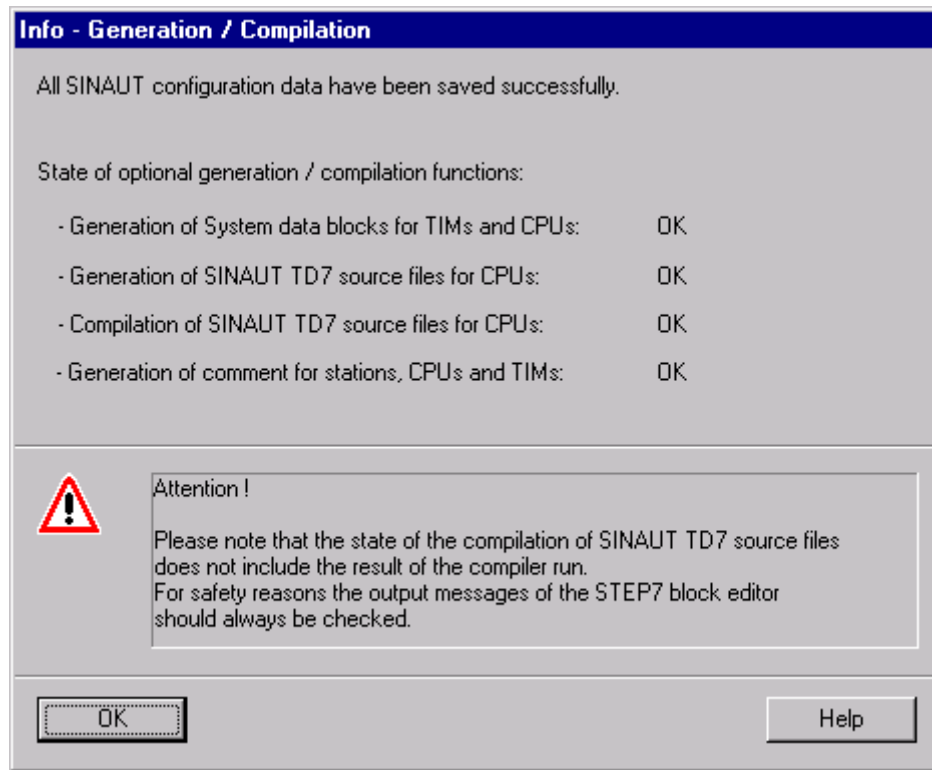 Info - Generation / Compilation
All SINAUT configuration data have been saved successfully.
State of optional generation / compilation functions:
- Generation of System data blocks for TIMs and CPUs: OK
- Generation of SINAUT TD7 source files for CPUs: OK
- Compilation of SINAUT TD7 source files for CPUs: OK
- Generation of comment for stations, CPUs and TIMs: OK
Attention !
Please note that the state of the compilation of SINAUT TD7 source files
does not include the result of the compiler run.
For safety reasons the output messages of the STEP7 block editor
should always be checked.
OK Help